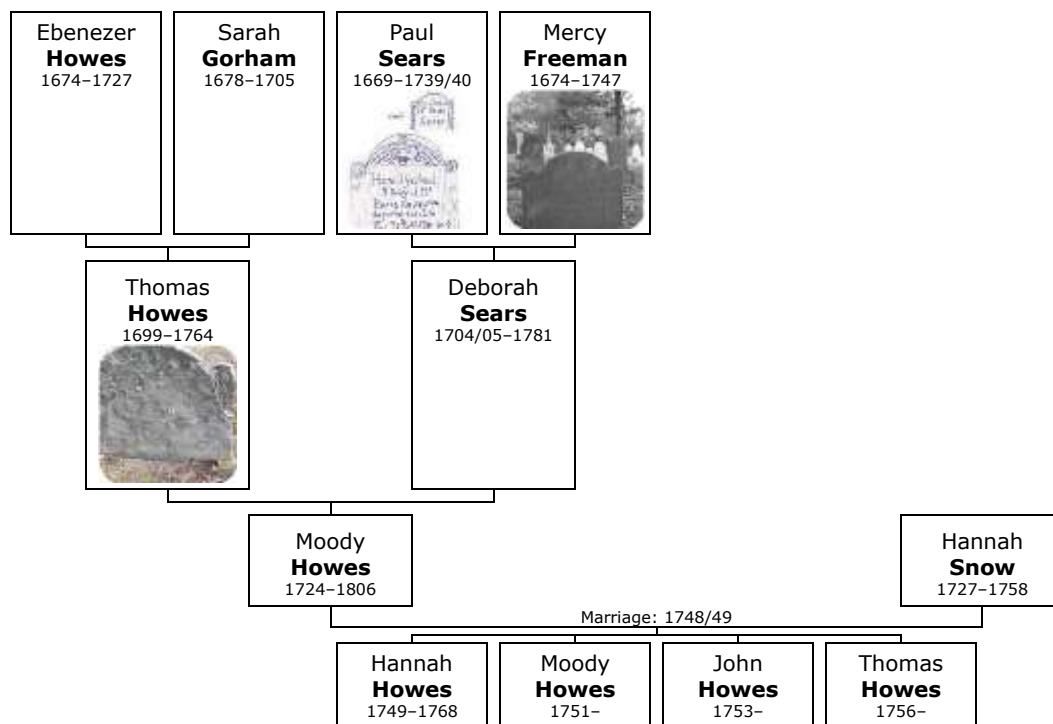 Ebenezer
Howes
1674–1727
Sarah
Gorham
1678–1705
Paul
Sears
1669–1739/40
Mercy
Freeman
1674–1747
Thomas
Howes
1699–1764
Deborah
Sears
1704/05–1781
Moody
Howes
1724–1806
Hannah
Snow
1727–1758
Marriage: 1748/49
Hannah
Howes
1749–1768
Moody
Howes
1751–
John
Howes
1753–
Thomas
Howes
1756–